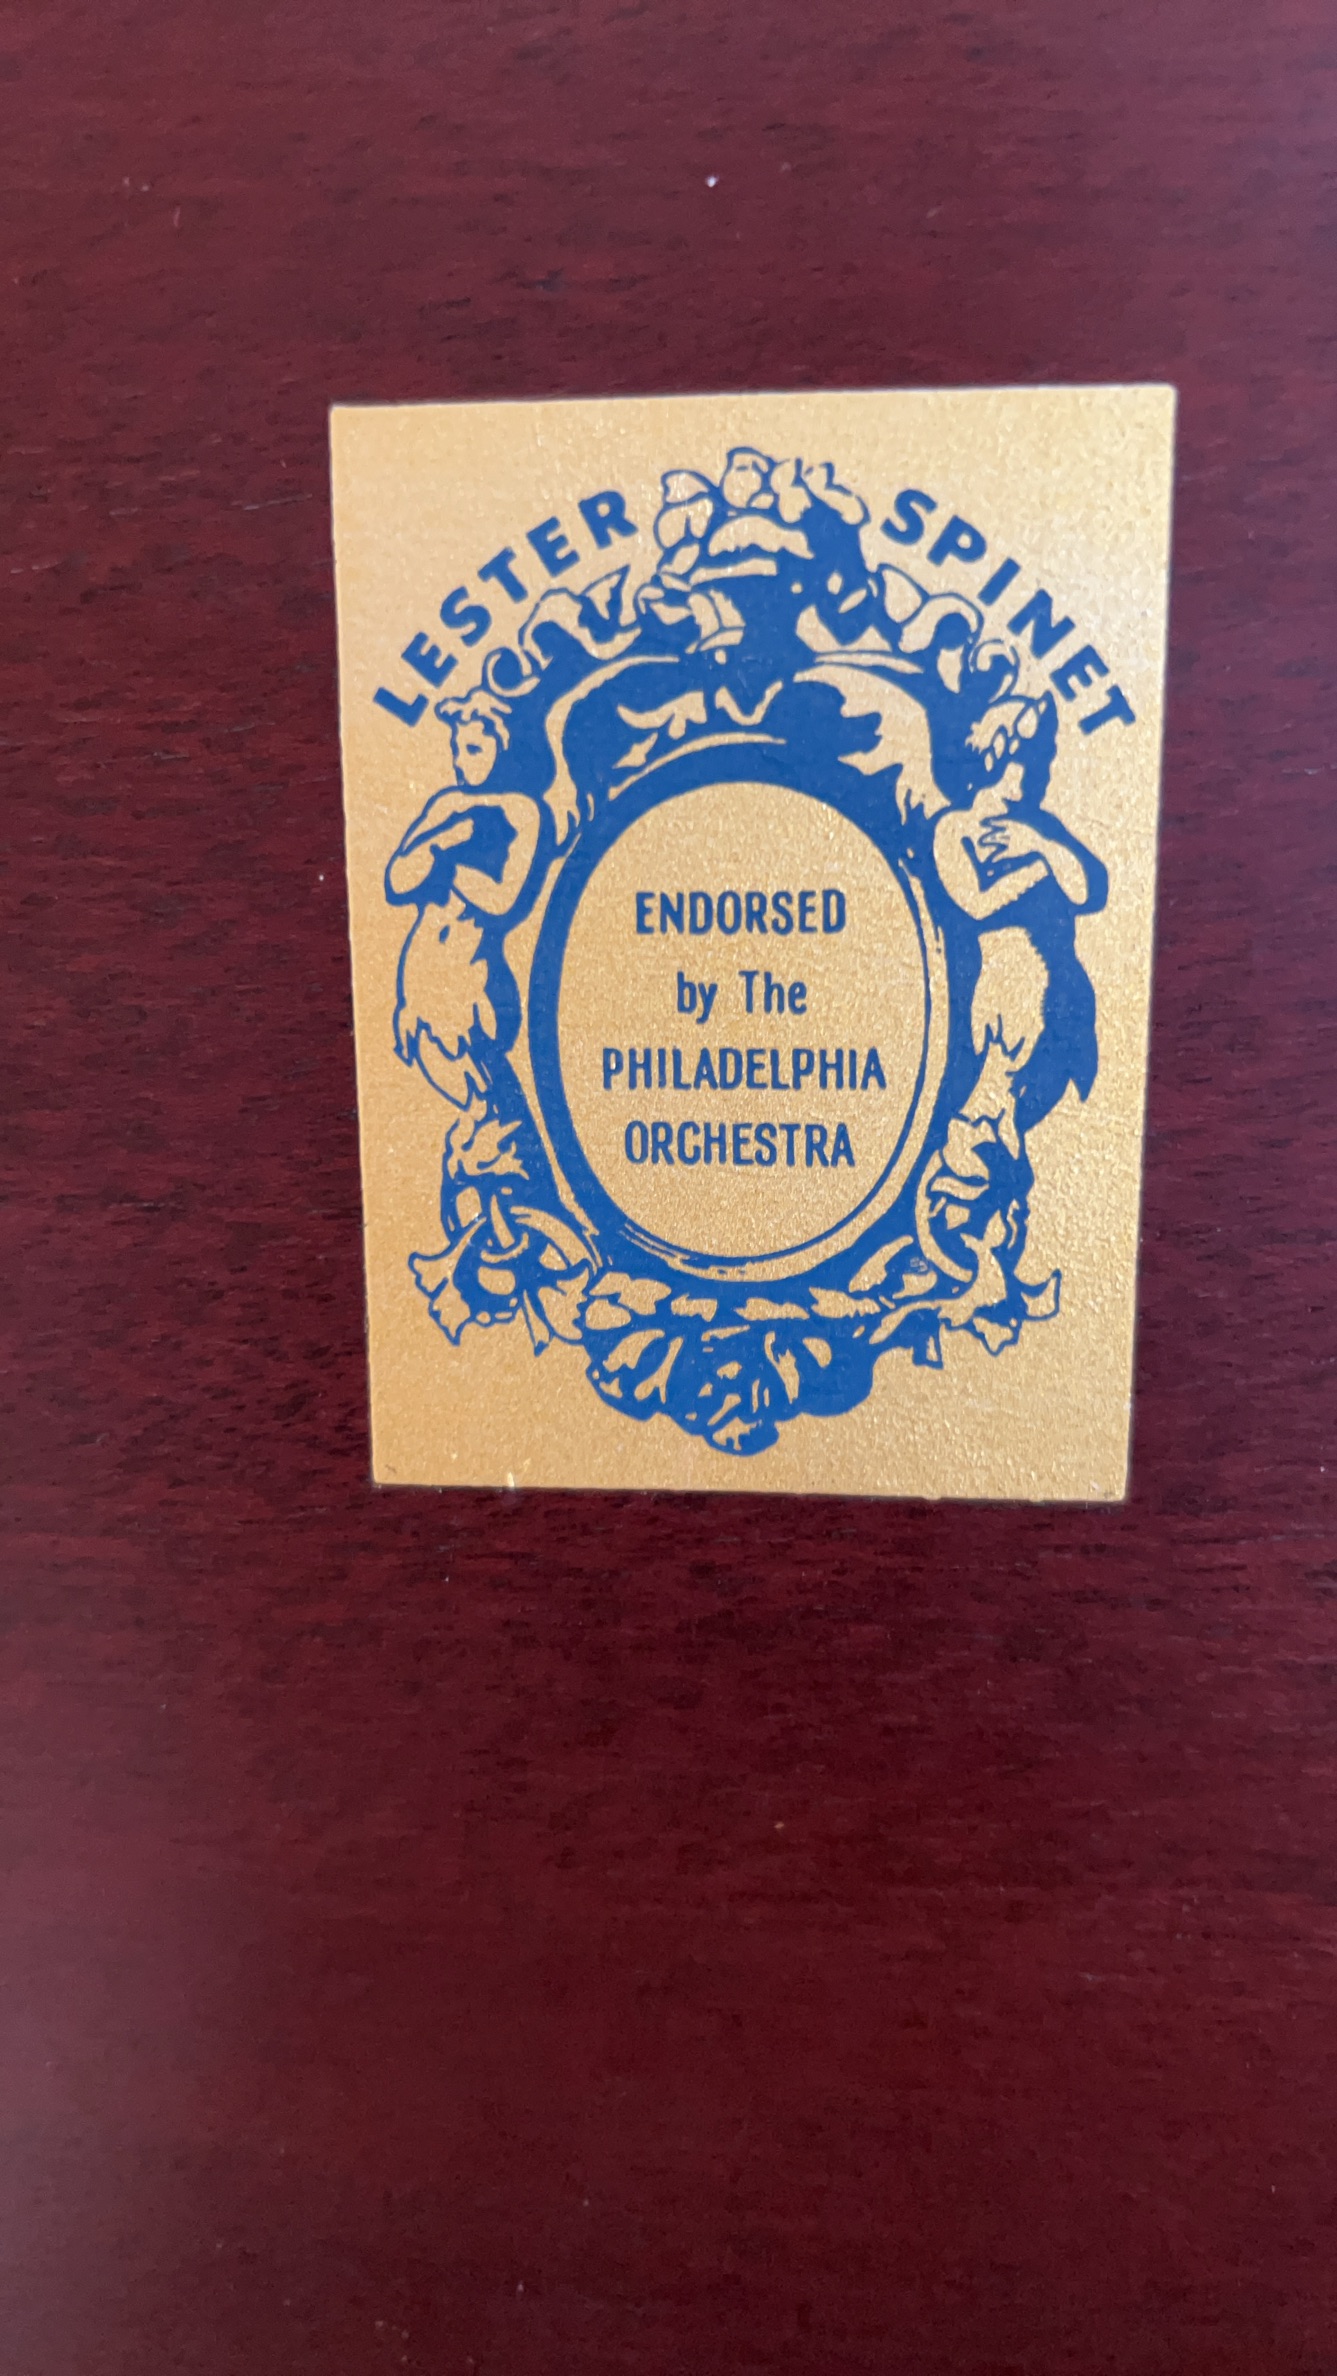 LESTER SPINET
ENDORSED
by The
PHILADELPHIA
ORCHESTRA